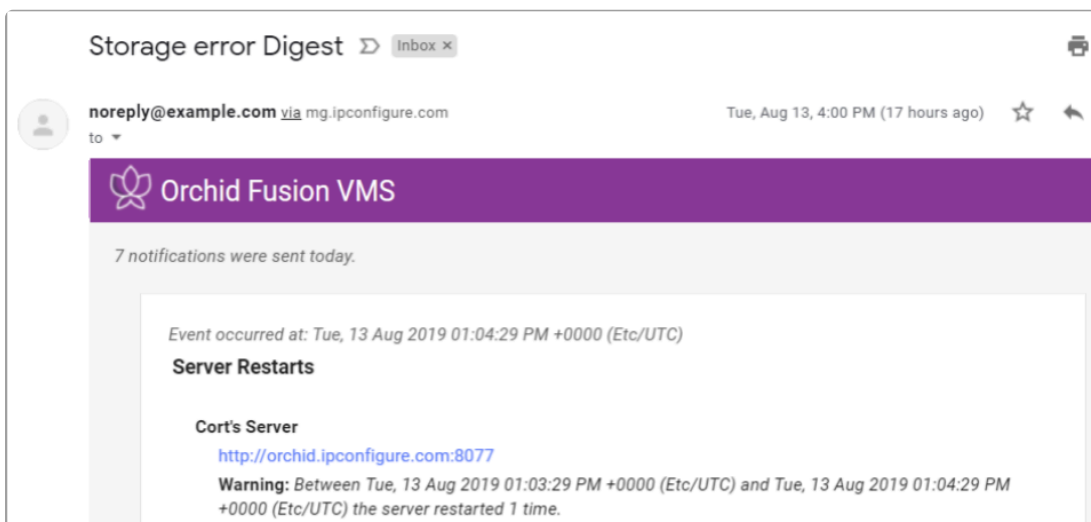 Storage error Digest Inbox ×
noreply@example.com via mg.ipconfigure.com Tue, Aug 13, 4:00 PM (17 hours ago)
to
Orchid Fusion VMS
7 notifications were sent today.
Event occurred at: Tue, 13 Aug 2019 01:04:29 PM +0000 (Etc/UTC)
Server Restarts
Cort's Server
http://orchid.ipconfigure.com:8077
Warning: Between Tue, 13 Aug 2019 01:03:29 PM +0000 (Etc/UTC) and Tue, 13 Aug 2019 01:04:29 PM
+0000 (Etc/UTC) the server restarted 1 time.